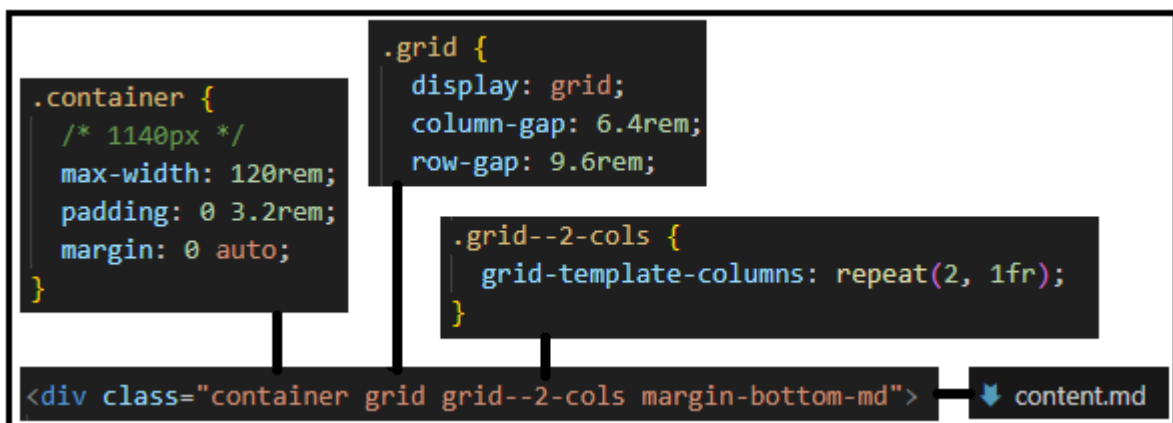 .container {
/* 1140px */
max-width: 120rem;
padding: 0 3.2rem;
margin: 0 auto;
}
.grid {
display: grid;
column-gap: 6.4rem;
row-gap: 9.6rem;
.grid--2-cols {
grid-template-columns: repeat(2, 1fr);
}
<div class="container grid grid--2-cols margin-bottom-md">
content.md